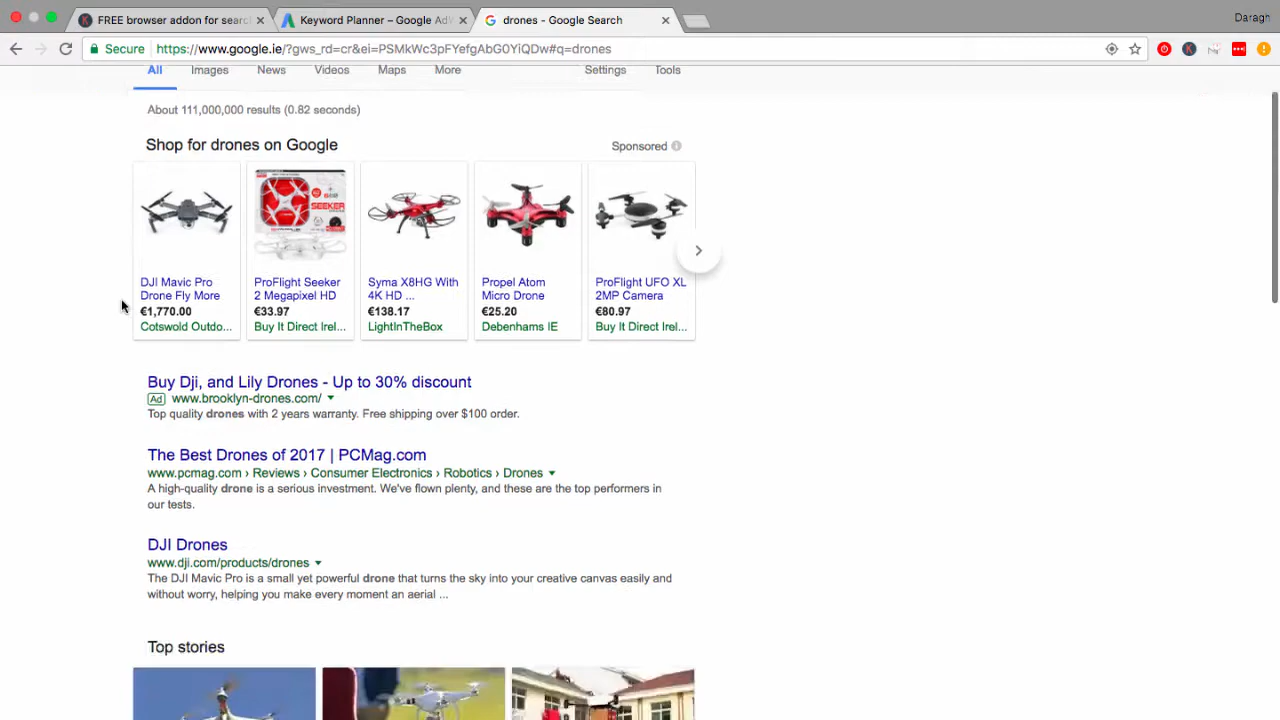 FREE browser addon for searc
Keyword Planner – Google AdW
drones - Google Search
Daragh
Secure https://www.google.ie/?gws_rd=cr&ei=PSMkWc3pFYefgAbG0YiQDw#q=drones
All Images News Videos Maps More Settings Tools
About 111,000,000 results (0.82 seconds)
Shop for drones on Google
Sponsored
SEEKER
DJI Mavic Pro
Drone Fly More
€1,770.00
Cotswold Outdo...
ProFlight Seeker
2 Megapixel HD
€33.97
Buy It Direct Irel...
Syma X8HG With
4K HD ...
€138.17
LightInTheBox
Propel Atom
Micro Drone
€25.20
Debenhams IE
ProFlight UFO XL
2MP Camera
€80.97
Buy It Direct Irel...
Buy Dji, and Lily Drones - Up to 30% discount
Ad www.brooklyn-drones.com/
Top quality drones with 2 years warranty. Free shipping over $100 order.
The Best Drones of 2017 | PCMag.com
www.pcmag.com › Reviews › Consumer Electronics › Robotics › Drones
A high-quality drone is a serious investment. We've flown plenty, and these are the top performers in
our tests.
DJI Drones
www.dji.com/products/drones
The DJI Mavic Pro is a small yet powerful drone that turns the sky into your creative canvas easily and
without worry, helping you make every moment an aerial ...
Top stories